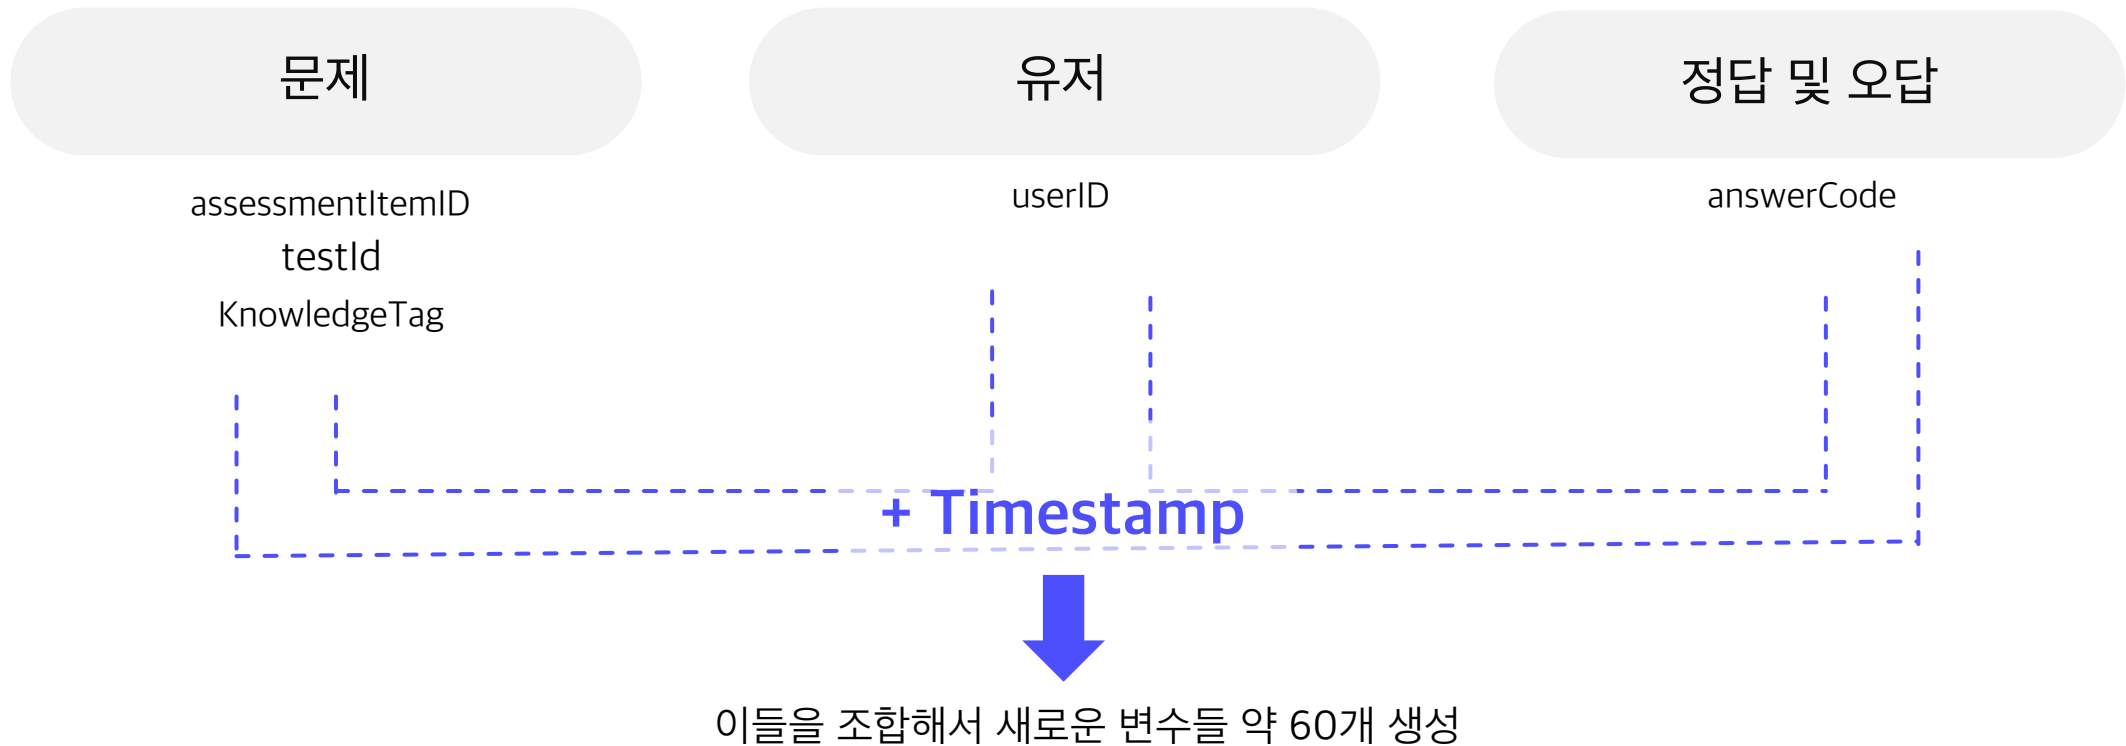 문제
유저
정답 및 오답
assessmentItemID
testId
KnowledgeTag
userID
answerCode
+ Timestamp
이들을 조합해서 새로운 변수들 약 60개 생성